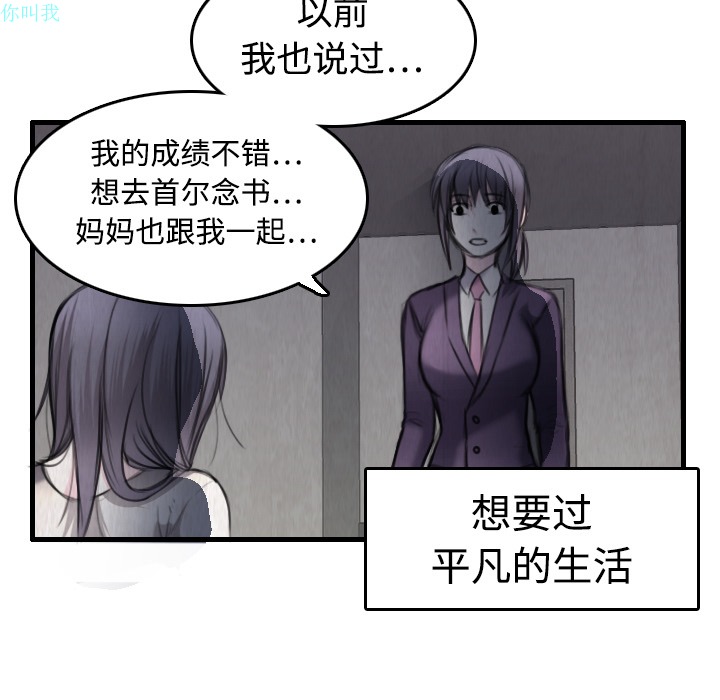 你叫我
以前
我也说过...
我的成绩不错...
想去首尔念书...
妈妈也跟我一起...
想要过
平凡的生活